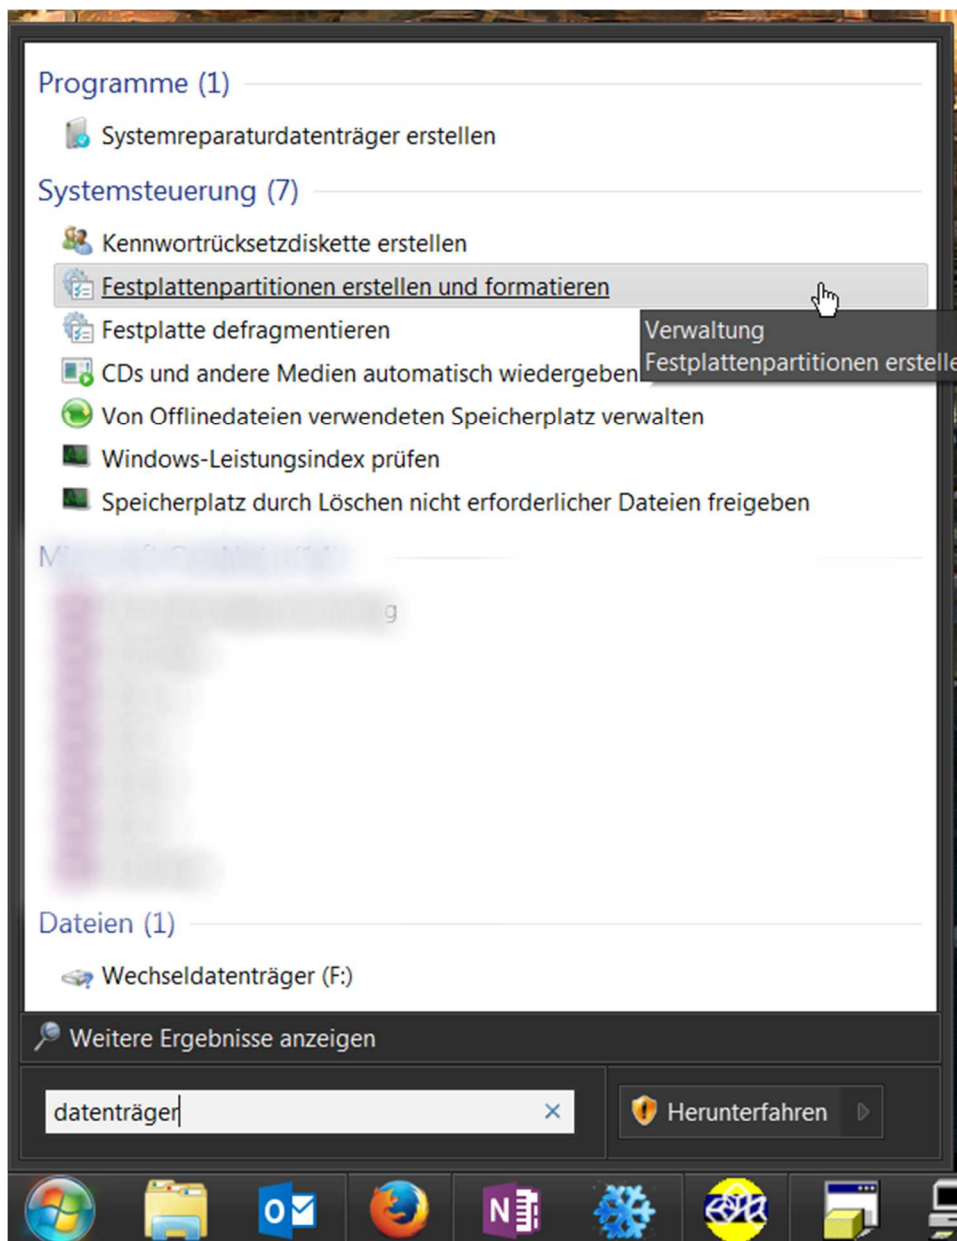 Programme (1)
Systemreparaturdatenträger erstellen
Systemsteuerung (7)
Kennwortrücksetzdiskette erstellen
Festplattenpartitionen erstellen und formatieren
Festplatte defragmentieren
Verwaltung
Festplattenpartitionen erstelle
CDs und andere Medien automatisch wiedergeben
Von Offlinedateien verwendeten Speicherplatz verwalten
Windows-Leistungsindex prüfen
Speicherplatz durch Löschen nicht erforderlicher Dateien freigeben
Dateien (1)
Wechseldatenträger (F:)
Weitere Ergebnisse anzeigen
datenträger
Herunterfahren